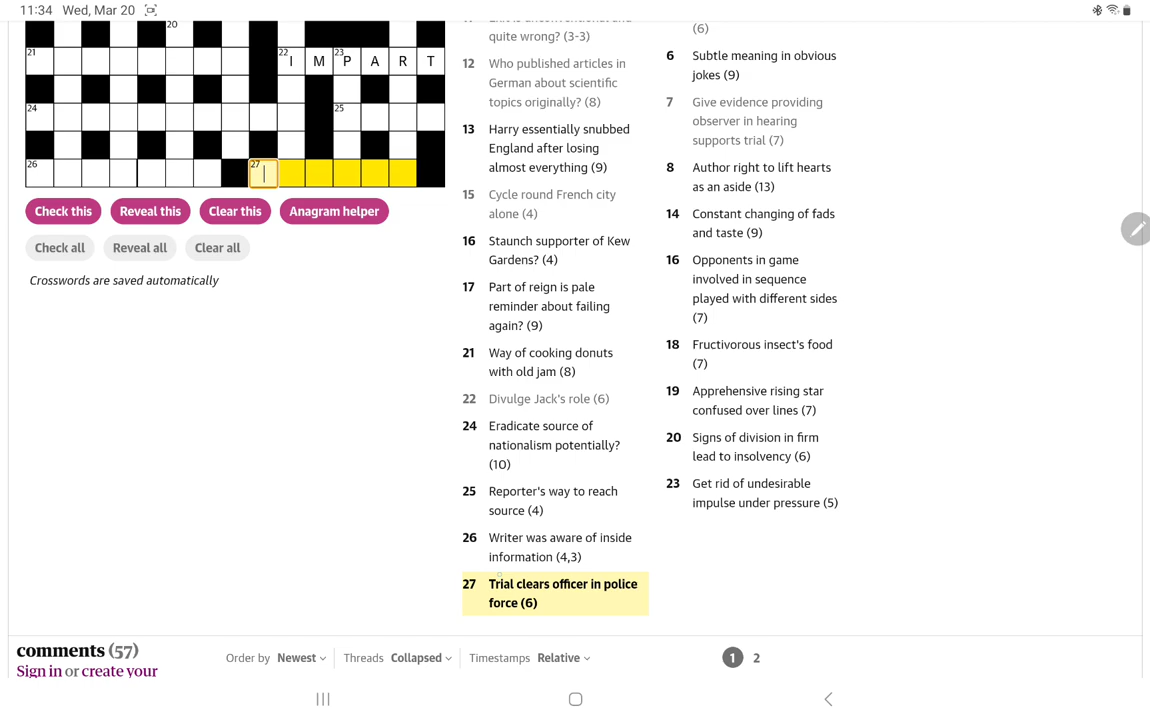 11:34 Wed, Mar 20
20
21
22 I M 23 P A R T
24
25
26
27
Check this
Reveal this
Clear this
Anagram helper
Check all
Reveal all
Clear all
Crosswords are saved automatically
quite wrong? (3-3)
12 Who published articles in
German about scientific
topics originally? (8)
13 Harry essentially snubbed
England after losing
almost everything (9)
15 Cycle round French city
alone (4)
16 Staunch supporter of Kew
Gardens? (4)
17 Part of reign is pale
reminder about failing
again? (9)
21 Way of cooking donuts
with old jam (8)
22 Divulge Jack's role (6)
24 Eradicate source of
nationalism potentially?
(10)
25 Reporter's way to reach
source (4)
26 Writer was aware of inside
information (4,3)
27 Trial clears officer in police
force (6)
(6)
6 Subtle meaning in obvious
jokes (9)
7 Give evidence providing
observer in hearing
supports trial (7)
8 Author right to lift hearts
as an aside (13)
14 Constant changing of fads
and taste (9)
16 Opponents in game
involved in sequence
played with different sides
(7)
18 Fructivorous insect's food
(7)
19 Apprehensive rising star
confused over lines (7)
20 Signs of division in firm
lead to insolvency (6)
23 Get rid of undesirable
impulse under pressure (5)
comments (57)
Sign in or create your
Order by Newest
Threads Collapsed
Timestamps Relative
1 2